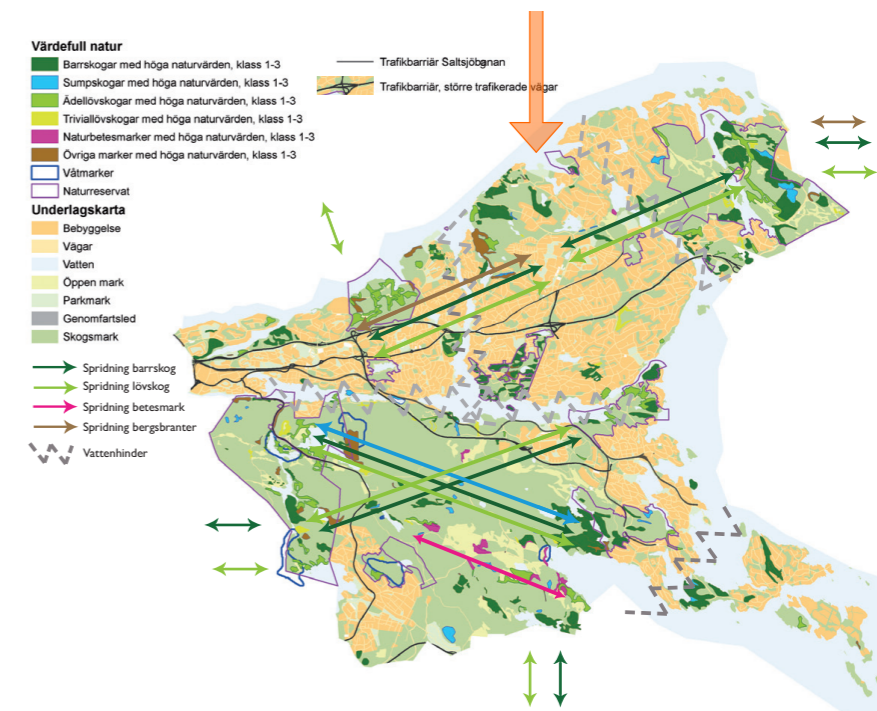 Värdefull natur
Barrskogar med höga naturvärden, klass 1-3
Sumpskogar med höga naturvärden, klass 1-3
Ädellövskogar med höga naturvärden, klass 1-3
Triviallövskogar med höga naturvärden, klass 1-3
Naturbetesmarker med höga naturvärden, klass 1-3
Övriga marker med höga naturvärden, klass 1-3
Våtmarker
Naturreservat
Underlagskarta
Bebyggelse
Vägar
Vatten
Öppen mark
Parkmark
Genomfartsled
Skogsmark
Spridning barrskog
Spridning lövskog
Spridning betesmark
Spridning bergsbranter
Vattenhinder
Trafikbarriär Saltsjöbanan
Trafikbarriär, större trafikerade vägar